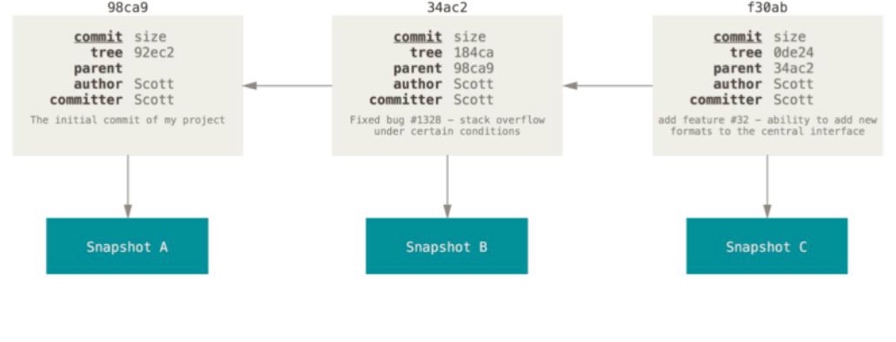 98ca9
commit size
tree 92ec2
parent
author Scott
committer Scott
The initial commit of my project
Snapshot A
34ac2
commit size
tree 184ca
parent 98ca9
author Scott
committer Scott
Fixed bug #1328 – stack overflow
under certain conditions
Snapshot B
f30ab
commit size
tree 0de24
parent 34ac2
author Scott
committer Scott
add feature #32 – ability to add new
formats to the central interface
Snapshot C